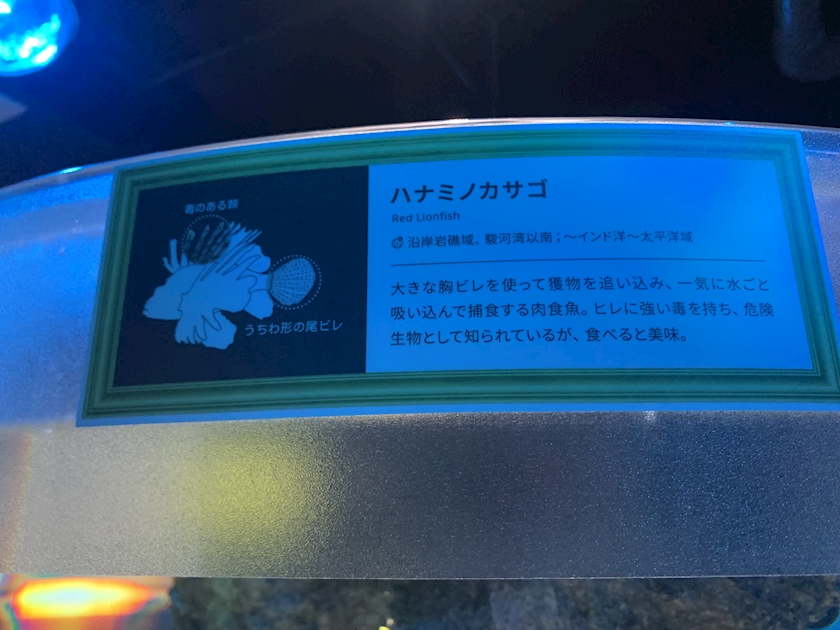 ハナミノカサゴ
Red Lionfish
沿岸岩礁域、駿河湾以南;〜インド洋〜太平洋域
大きな胸ビレを使って獲物を追い込み、一気に水ごと
吸い込んで捕食する肉食魚。ヒレに強い毒を持ち、危険
生物として知られているが、食べると美味。
毒のある棘
うちわ形の尾ビレ